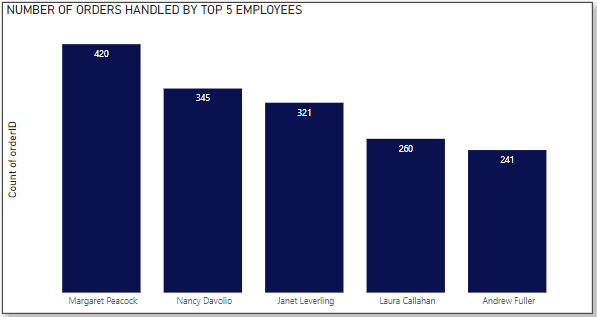 NUMBER OF ORDERS HANDLED BY TOP 5 EMPLOYEES
Count of orderID
420
345
321
260
241
Margaret Peacock
Nancy Davolio
Janet Leverling
Laura Callahan
Andrew Fuller